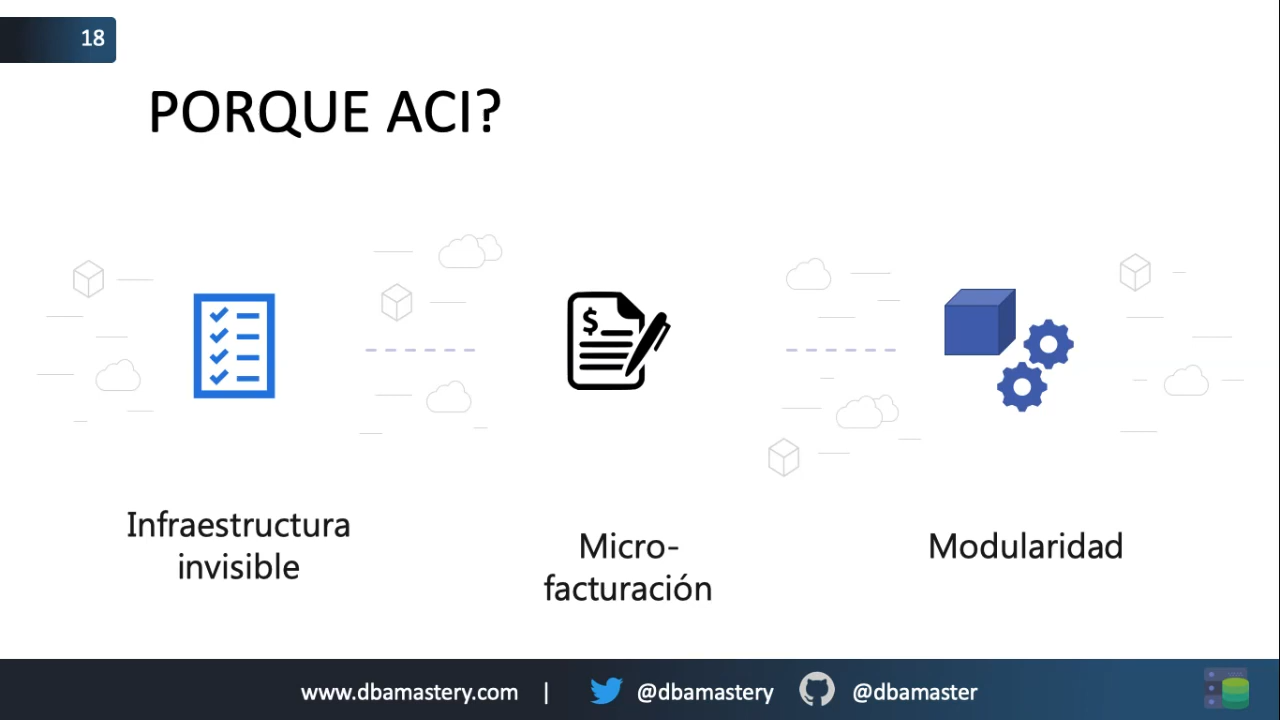 18
PORQUE ACI?
$
Infraestructura
invisible
Micro-
facturación
Modularidad
www.dbamastery.com | @dbamastery @dbamaster